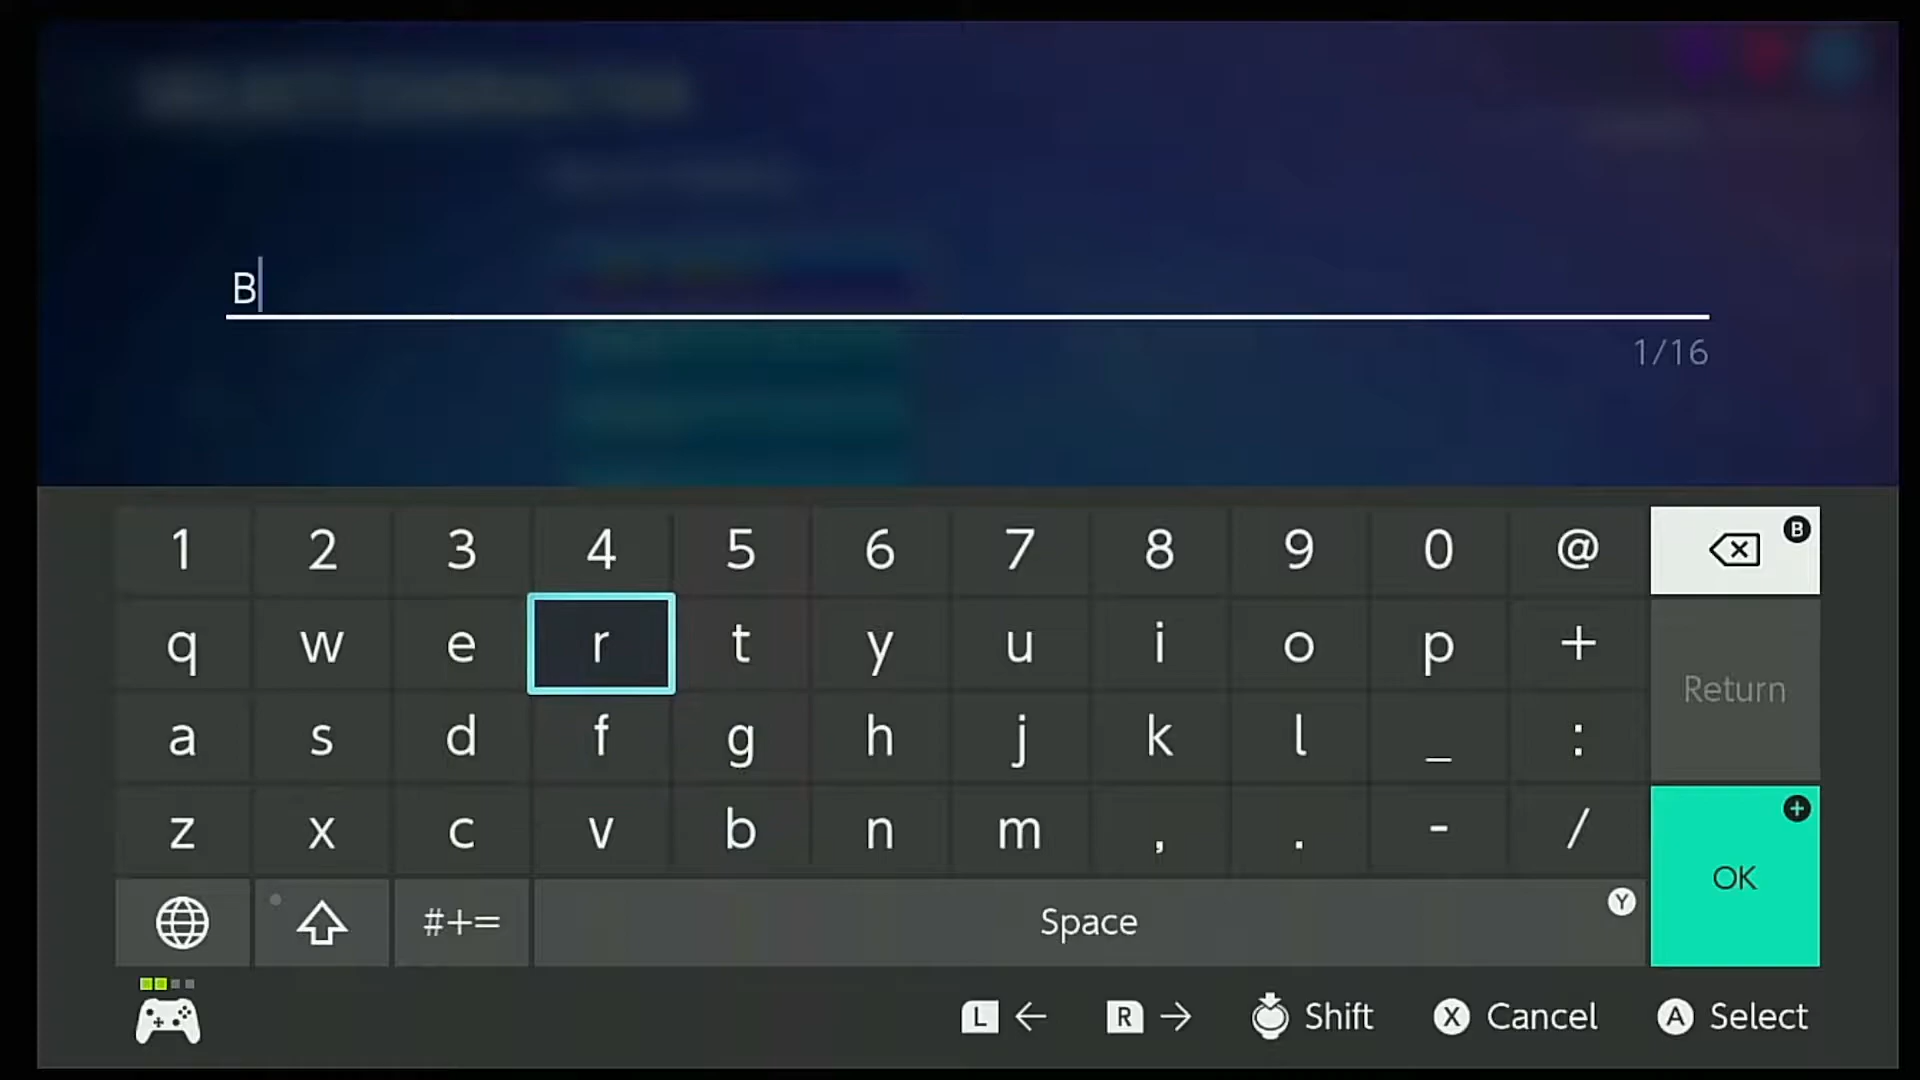 B
1/16
1 2 3 4 5 6 7 8 9 0 @ B
q w e r t y u i o p + Return
a s d f g h j k l _ :
z x c v b n m , . - / + OK
#+= Space Y
L ← R → Shift X Cancel A Select